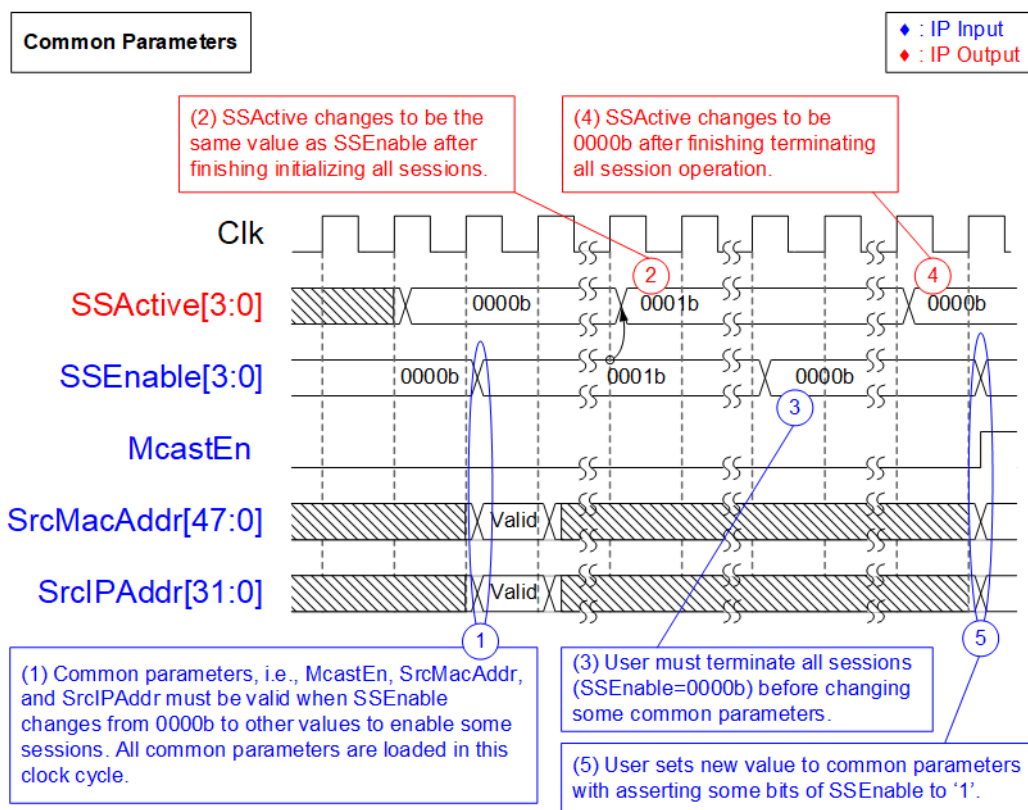 Common Parameters
♦ : IP Input
♦ : IP Output
(2) SSActive changes to be the
same value as SSEnable after
finishing initializing all sessions.
(4) SSActive changes to be
0000b after finishing terminating
all session operation.
Clk
2
4
SSActive[3:0]
0000b
0001b
0000b
SSEnable[3:0]
0000b
0001b
0000b
3
McastEn
SrcMacAddr[47:0]
Valid
SrcIPAddr[31:0]
Valid
1
5
(1) Common parameters, i.e., McastEn, SrcMacAddr,
and SrcIPAddr must be valid when SSEnable
changes from 0000b to other values to enable some
sessions. All common parameters are loaded in this
clock cycle.
(3) User must terminate all sessions
(SSEnable=0000b) before changing
some common parameters.
(5) User sets new value to common parameters
with asserting some bits of SSEnable to ‘1’.